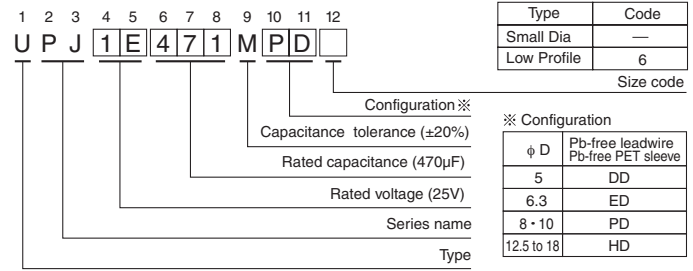 1 2 3 4 5 6 7 8 9 10 11 12
U P J 1 E 4 7 1 M P D
Type Code
Small Dia —
Low Profile 6
Size code
Configuration※
Capacitance tolerance (±20%)
Rated capacitance (470μF)
Rated voltage (25V)
Series name
Type
※ Configuration
φ D Pb-free leadwire
Pb-free PET sleeve
5 DD
6.3 ED
8・10 PD
12.5 to 18 HD